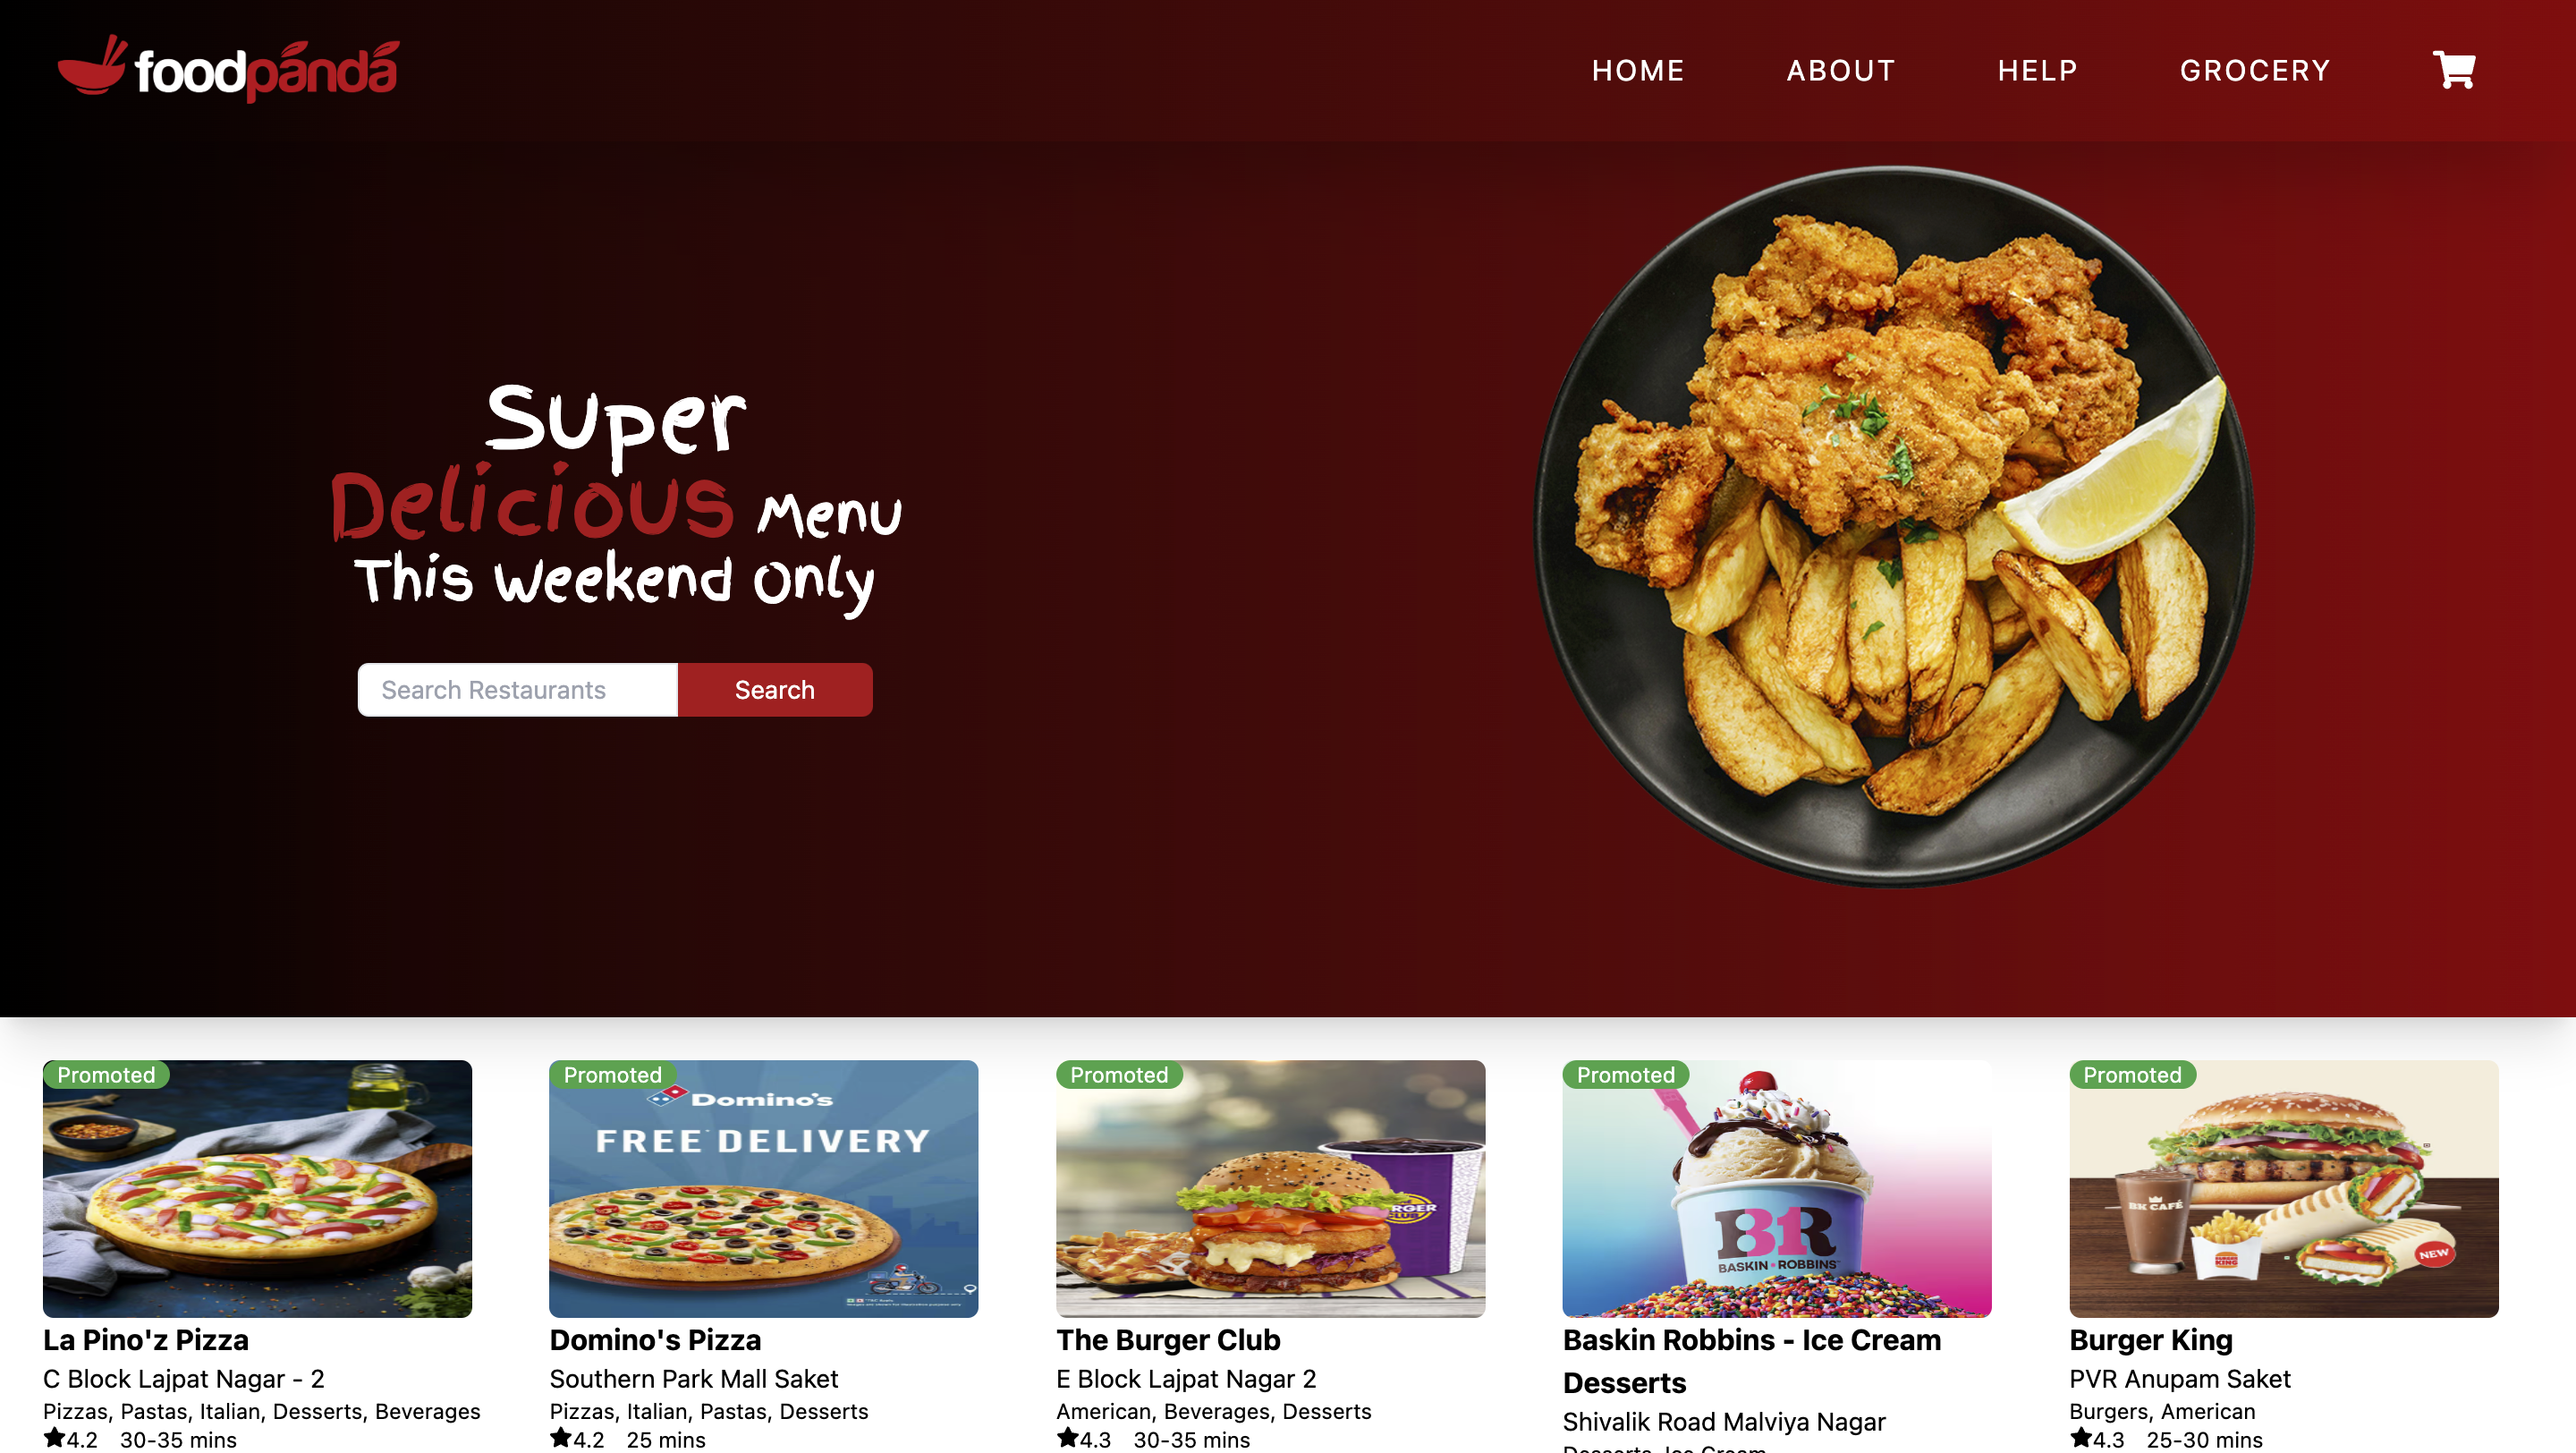 foodpanda
HOME ABOUT HELP GROCERY
Super
Delicious Menu
This Weekend Only
Search Restaurants Search
Promoted
Domino's
FREE DELIVERY
La Pino'z Pizza
C Block Lajpat Nagar - 2
Pizzas, Pastas, Italian, Desserts, Beverages
4.2 30-35 mins
Promoted
Domino's Pizza
Southern Park Mall Saket
Pizzas, Italian, Pastas, Desserts
4.2 25 mins
Promoted
The Burger Club
E Block Lajpat Nagar 2
American, Beverages, Desserts
4.3 30-35 mins
Promoted
BR
BASKIN ROBBINS
Baskin Robbins - Ice Cream
Desserts
Shivalik Road Malviya Nagar
Desserts, Ice Cream
Promoted
BK CAFÉ
BURGER
KING
NEW
Burger King
PVR Anupam Saket
Burgers, American
4.3 25-30 mins